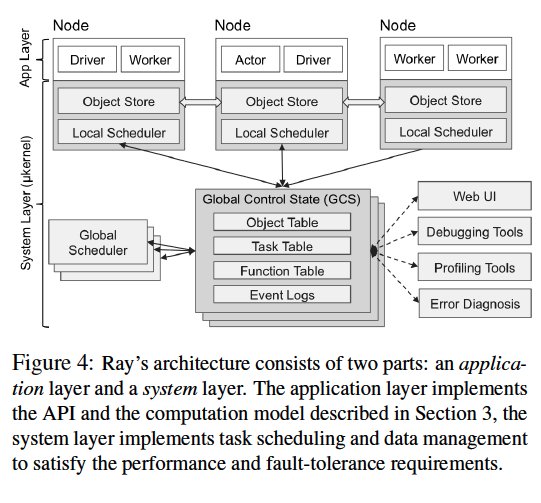 Node Node Node
App Layer
Driver Worker Actor Driver Worker Worker
Object Store Object Store Object Store
Local Scheduler Local Scheduler Local Scheduler
System Layer (μkernel)
Global Control State (GCS)
Object Table
Task Table
Function Table
Event Logs
Global
Scheduler
Web UI
Debugging Tools
Profiling Tools
Error Diagnosis
Figure 4: Ray's architecture consists of two parts: an applica-
tion layer and a system layer. The application layer implements
the API and the computation model described in Section 3, the
system layer implements task scheduling and data management
to satisfy the performance and fault-tolerance requirements.